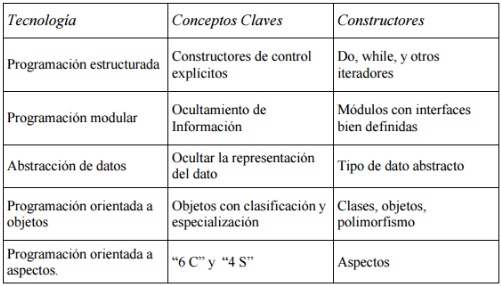 Tecnología
Conceptos Claves
Constructores
Programación estructurada
Constructores de control
explícitos
Do, while, y otros
iteradores
Programación modular
Ocultamiento de
Información
Módulos con interfaces
bien definidas
Abstracción de datos
Ocultar la representación
del dato
Tipo de dato abstracto
Programación orientada a
objetos
Objetos con clasificación y
especialización
Clases, objetos,
polimorfismo
Programación orientada a
aspectos.
“6 C” y “4 S”
Aspectos